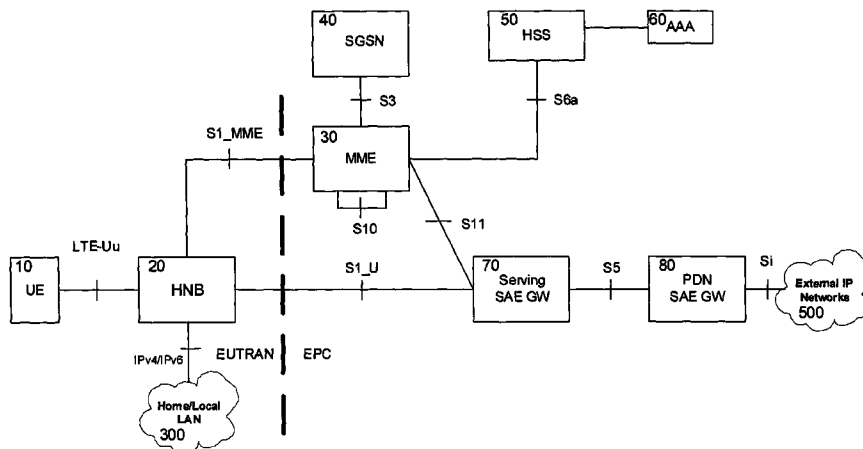 40
SGSN
50
HSS
60
AAA
S3
S6a
S1_MME
30
MME
S10
S11
LTE-Uu
10
UE
20
HNB
S1_U
70
Serving
SAE GW
S5
80
PDN
SAE GW
Si
External IP
Networks
500
IPv4/IPv6
EUTRAN
EPC
Home/Local
LAN
300